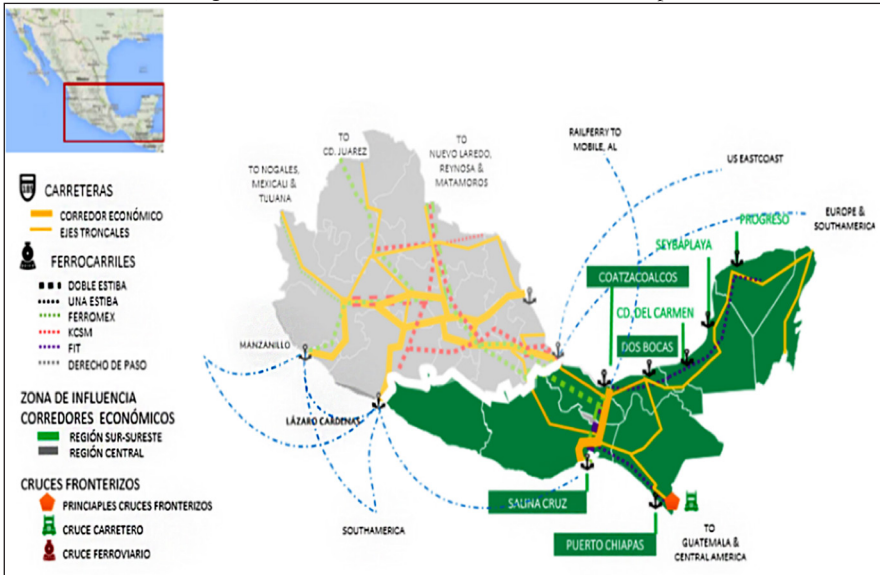 CARRETERAS
CORREDOR ECONÓMICO
EJES TRONCALES
FERROCARRILES
DOBLE ESTIBA
UNA ESTIBA
FERROMEX
KCSM
FIT
DERECHO DE PASO
ZONA DE INFLUENCIA
CORREDORES ECONÓMICOS
REGIÓN SUR-SURESTE
REGIÓN CENTRAL
CRUCES FRONTERIZOS
PRINCIAPLES CRUCES FRONTERIZOS
CRUCE CARRETERO
CRUCE FERROVIARIO
TO NOGALES,
MEXICALI &
TIJUANA
TO
CD. JUAREZ
TO
NUEVO LAREDO,
REYNOSA &
MATAMOROS
RAILFERRY TO
MOBILE, AL
US EASTCOAST
EUROPE &
SOUTHAMERICA
PROGRESO
SEYBAPLAYA
COATZACOALCOS
CD. DEL CARMEN
DOS BOCAS
MANZANILLO
LÁZARO CARDENAS
SALINA CRUZ
SOUTHAMERICA
PUERTO CHIAPAS
TO
GUATEMALA &
CENTRAL AMERICA